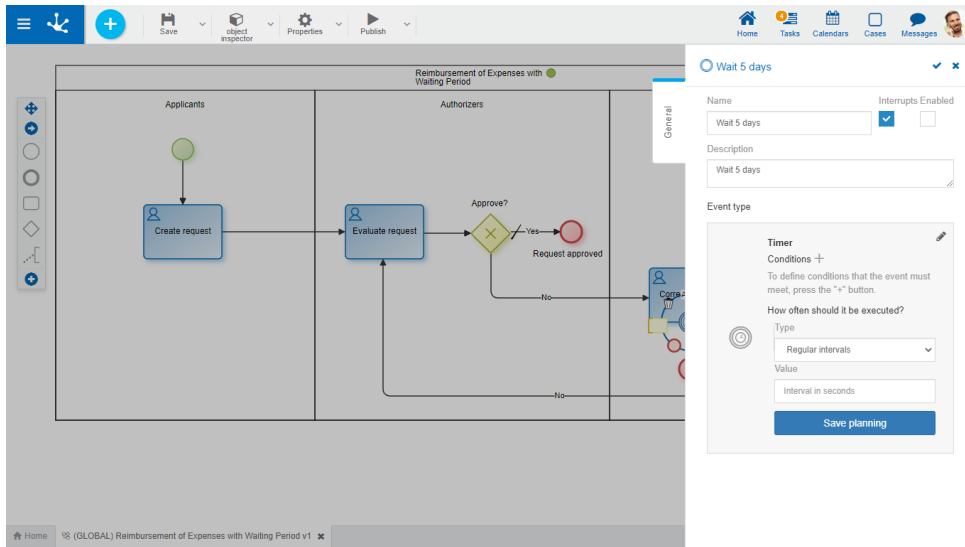 Save
object
inspector
Properties
Publish
Home
4
Tasks
Calendars
Cases
Messages
Reimbursement of Expenses with
Waiting Period
Applicants
Authorizers
Create request
Evaluate request
Approve?
Yes
Request approved
No
No
General
Wait 5 days
Name
Interrupts Enabled
Wait 5 days
Description
Wait 5 days
Event type
Timer
Conditions +
To define conditions that the event must
meet, press the "+" button.
How often should it be executed?
Type
Regular intervals
Value
Interval in seconds
Save planning
Home
(GLOBAL) Reimbursement of Expenses with Waiting Period v1